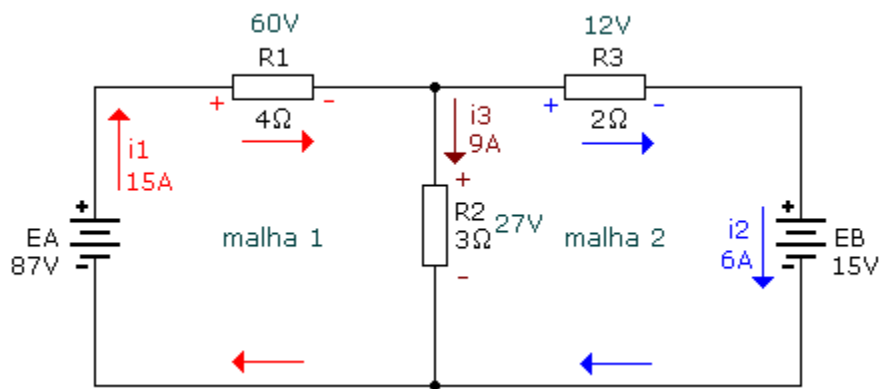 60V
R1
+ -
4Ω
12V
R3
+ -
2Ω
i1
15A
i3
9A
+
R2
3Ω
27V
-
malha 1
malha 2
+
EA
87V
-
i2
6A
+
EB
15V
-